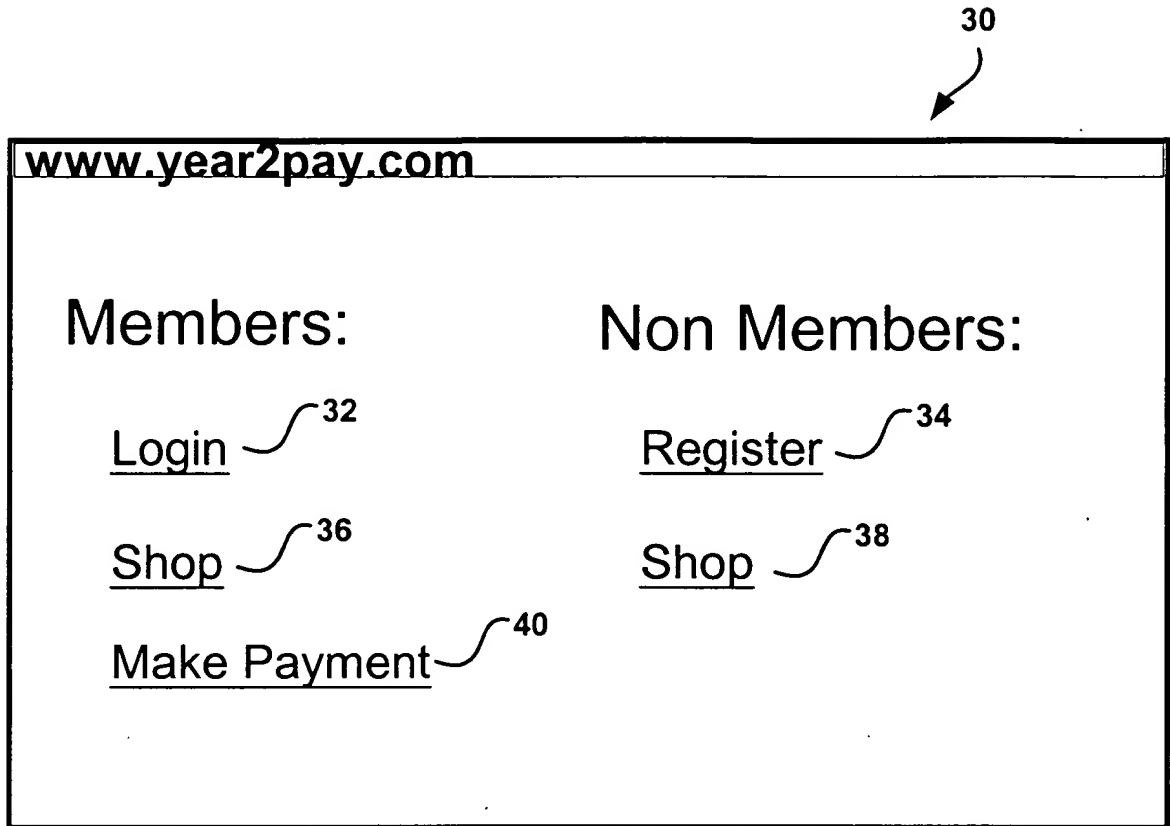 30
www.year2pay.com
Members:
Non Members:
Login 32
Register 34
Shop 36
Shop 38
Make Payment 40